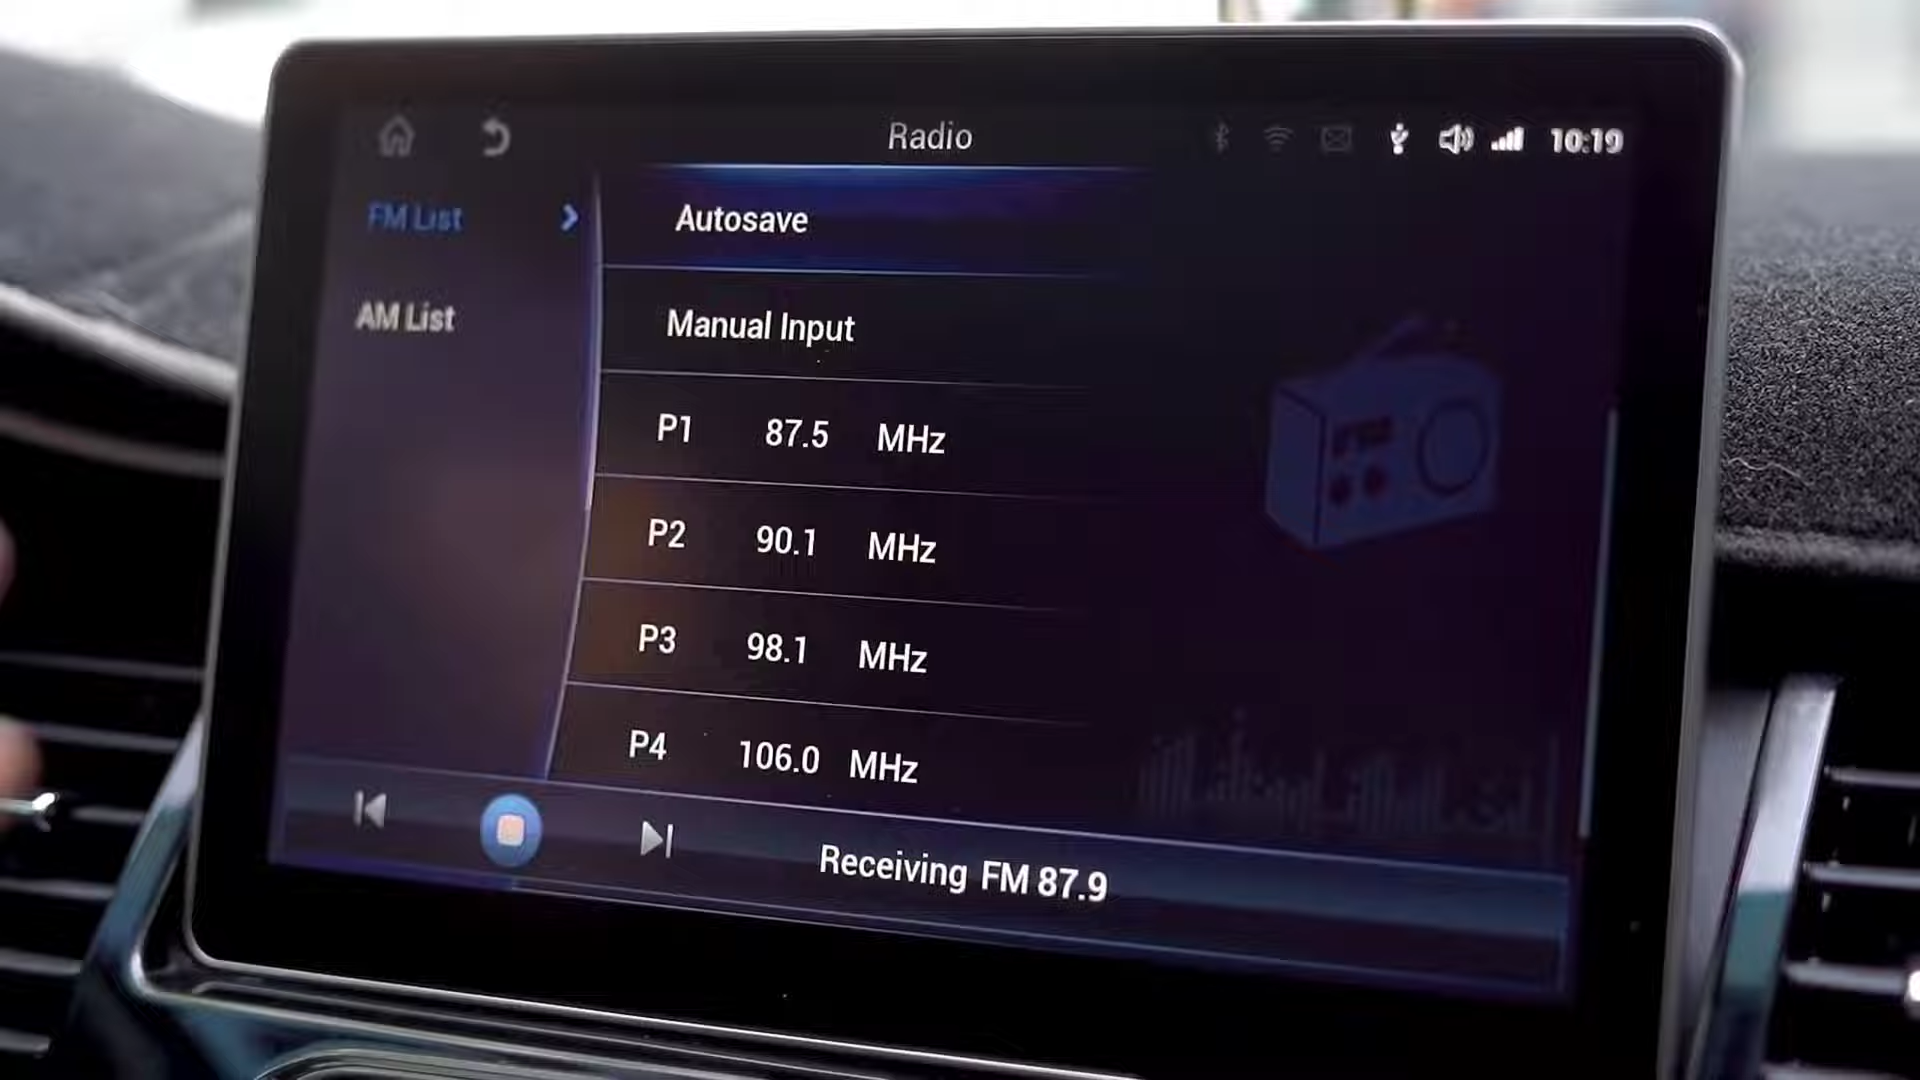 Radio
10:19
FM List
Autosave
AM List
Manual Input
P1 87.5 MHz
P2 90.1 MHz
P3 98.1 MHz
P4 106.0 MHz
Receiving FM 87.9